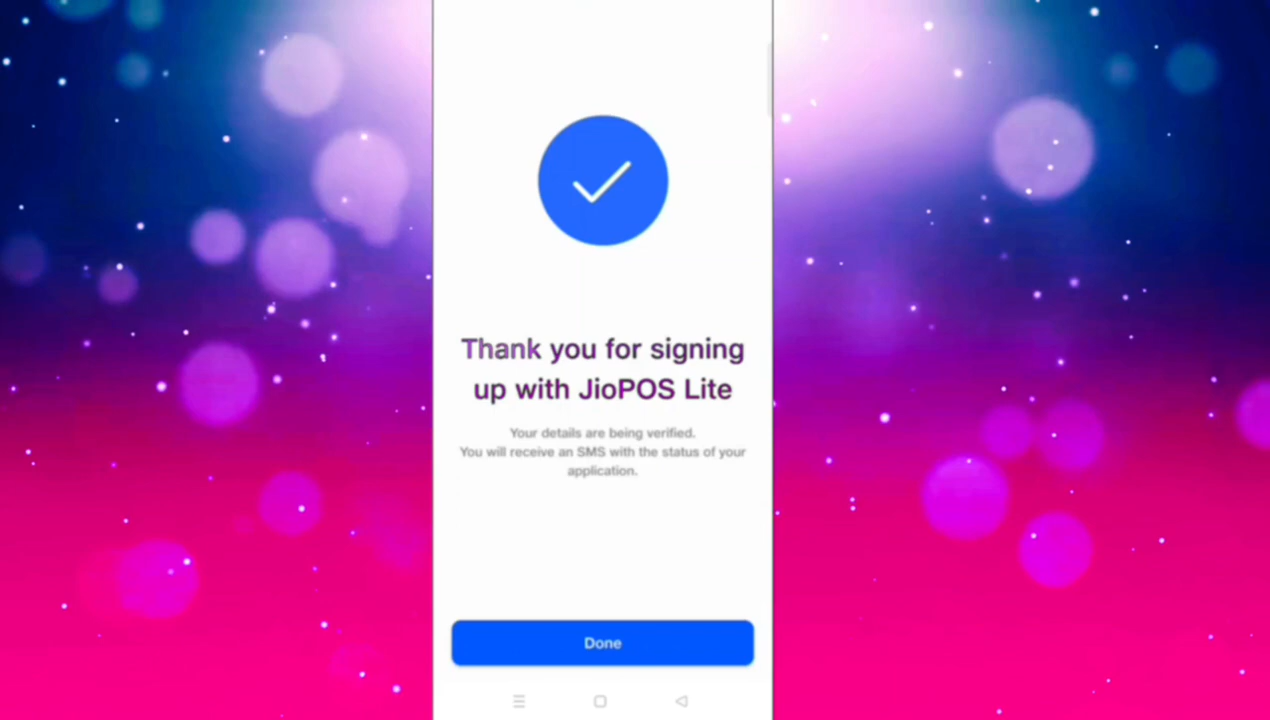 Thank you for signing
up with JioPOS Lite
Your details are being verified.
You will receive an SMS with the status of your
application.
Done